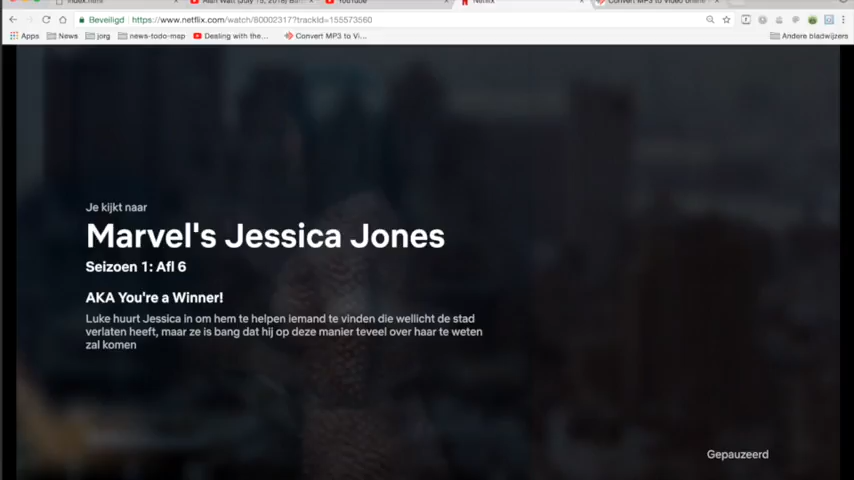 Netflix
Beveiligd https://www.netflix.com/watch/80002317?trackId=155573560
Apps News jorg news-todo-map Dealing with the... Convert MP3 to Vi... Andere bladwijzers
Je kijkt naar
Marvel's Jessica Jones
Seizoen 1: Afl 6
AKA You're a Winner!
Luke huurt Jessica in om hem te helpen iemand te vinden die wellicht de stad
verlaten heeft, maar ze is bang dat hij op deze manier teveel over haar te weten
zal komen
Gepauzeerd